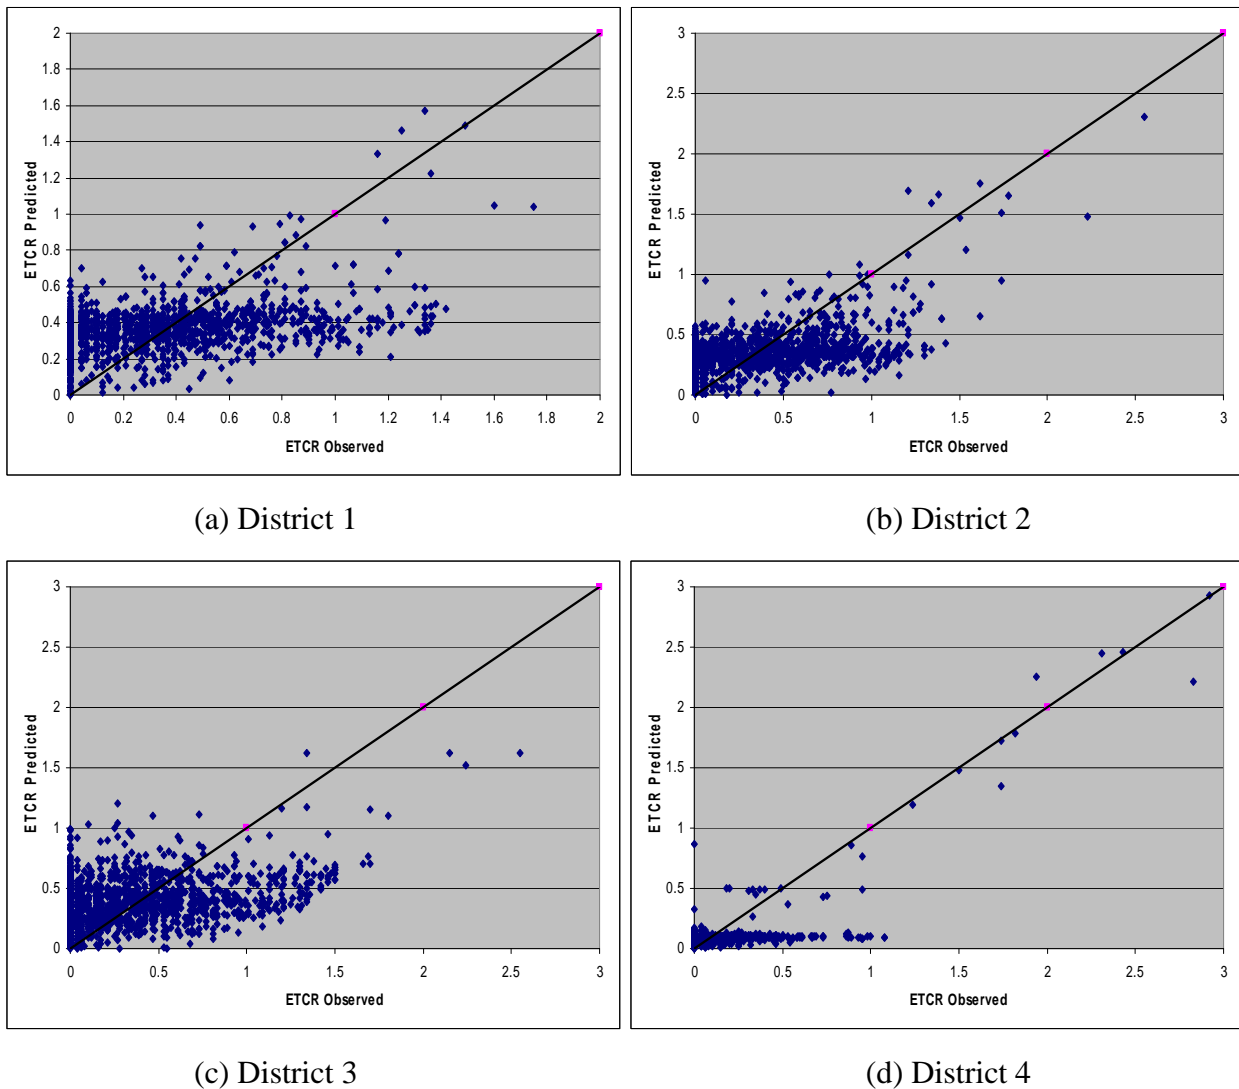 2
1.8
1.6
1.4
1.2
1
0.8
0.6
0.4
0.2
0
ETCR Predicted
0 0.2 0.4 0.6 0.8 1 1.2 1.4 1.6 1.8 2
ETCR Observed
(a) District 1
3
2.5
2
1.5
1
0.5
0
ETCR Predicted
0 0.5 1 1.5 2 2.5 3
ETCR Observed
(b) District 2
3
2.5
2
1.5
1
0.5
0
ETCR Predicted
0 0.5 1 1.5 2 2.5 3
ETCR Observed
(c) District 3
3
2.5
2
1.5
1
0.5
0
ETCR Predicted
0 0.5 1 1.5 2 2.5 3
ETCR Observed
(d) District 4